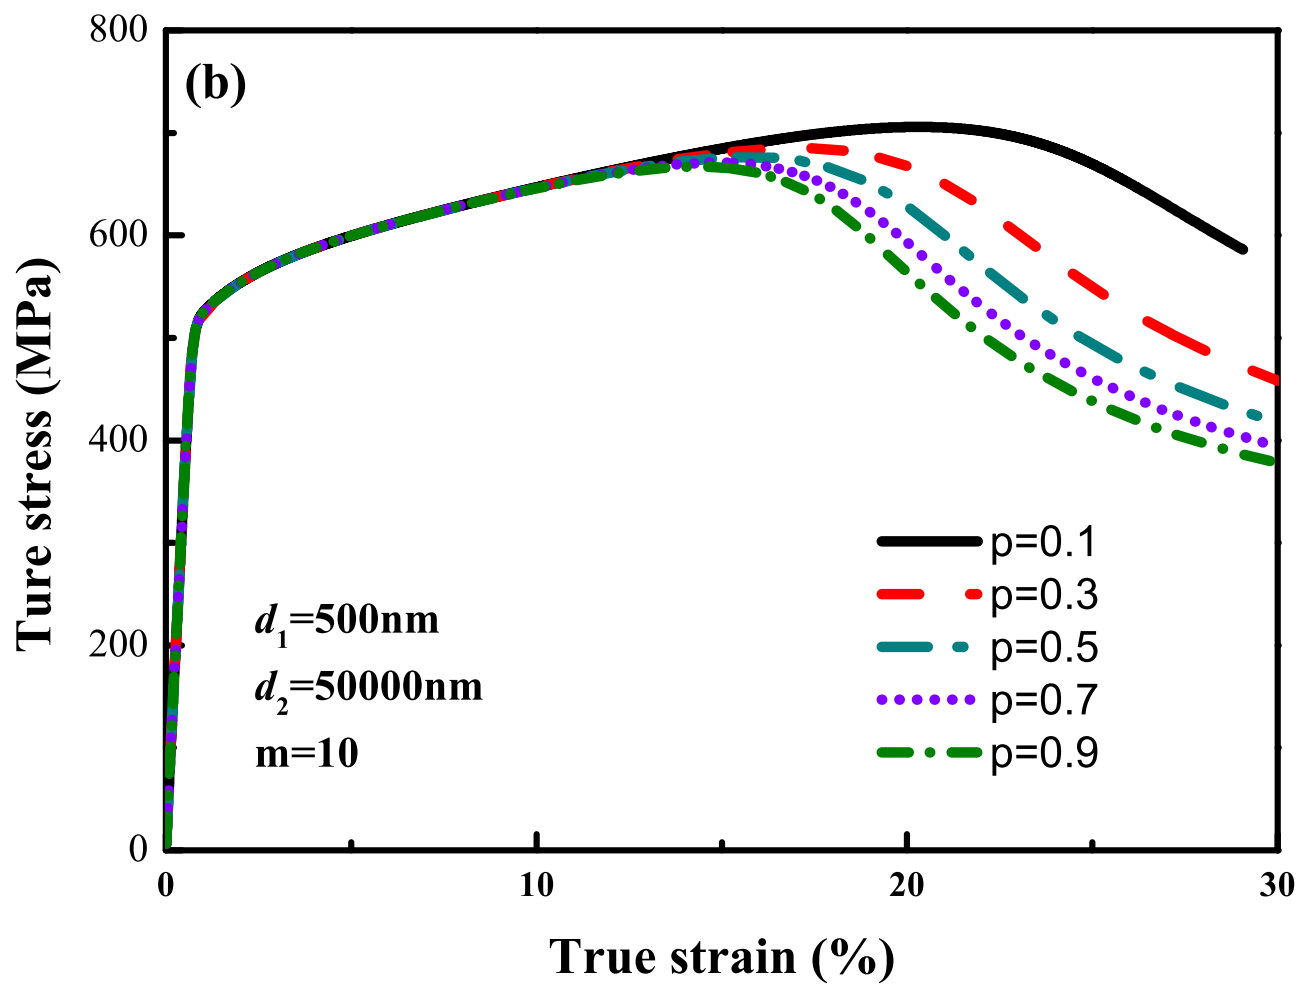 (b)
Ture stress (MPa)
800
600
400
200
0
d1=500nm
d2=50000nm
m=10
p=0.1
p=0.3
p=0.5
p=0.7
p=0.9
0 10 20 30
True strain (%)